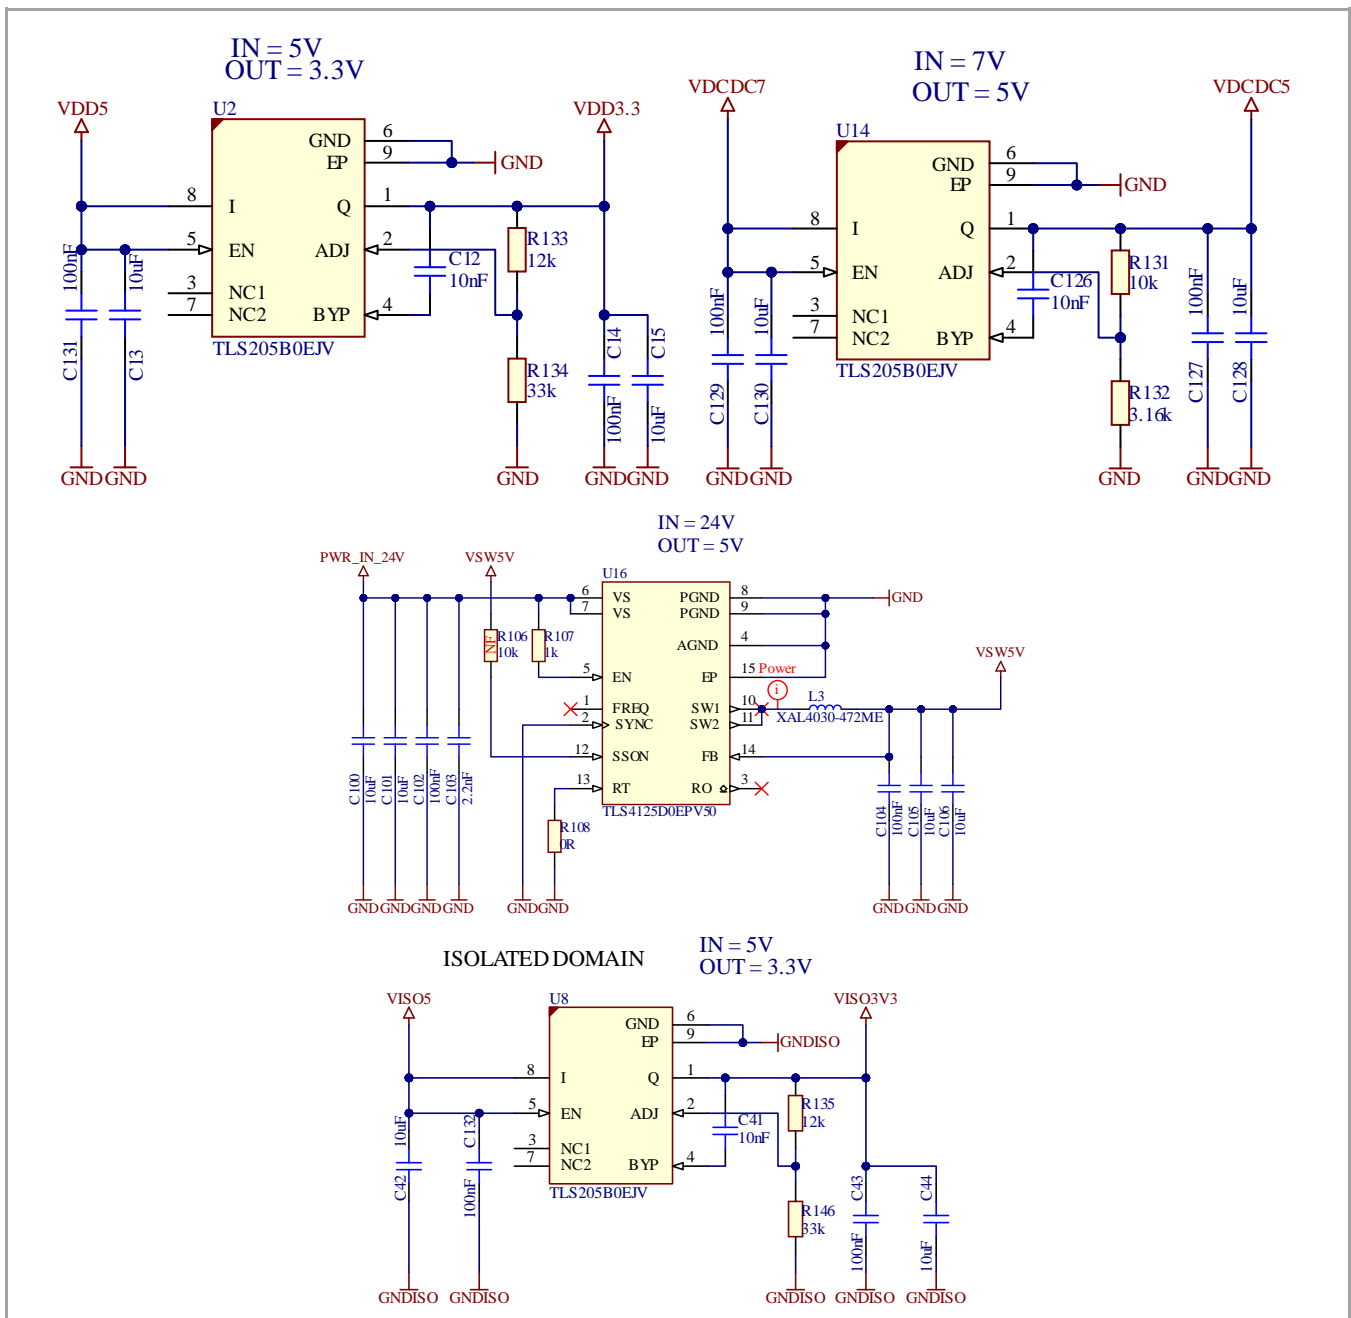 IN = 5V
OUT = 3.3V
VDD5
U2
VDD3.3
GND 6
EP 9
GND
8 I
Q 1
5 EN
ADJ 2
3 NC1
7 NC2
BYP 4
TLS205B0EJV
100nF
C131
10uF
C13
C12
10nF
R133
12k
R134
33k
C14
100nF
C15
10uF
GND
GND
GND
GND
GND
IN = 7V
OUT = 5V
VDCDC7
U14
VDCDC5
GND 6
EP 9
GND
8 I
Q 1
5 EN
ADJ 2
3 NC1
7 NC2
BYP 4
TLS205B0EJV
100nF
C129
10uF
C130
C126
10nF
R131
10k
R132
3.16k
100nF
C127
10uF
C128
GND
GND
GND
GND
GND
IN = 24V
OUT = 5V
PWR_IN_24V
VSW5V
U16
6 VS
7 VS
PGND 8
PGND 9
GND
AGND 4
R106
10k
NF
R107
1k
5 EN
EP 15
Power
i
VSW5V
1 FREQ
2 SYNC
SW1 10
SW2 11
L3
XAL4030-472ME
12 SSON
FB 14
13 RT
RO 3
TLS4125D0EPV50
R108
0R
C100
10uF
C101
10uF
C102
100nF
C103
2.2nF
C104
100nF
C105
10uF
C106
10uF
GND
GND
GND
GND
GND
GND
GND
GND
GND
ISOLATED DOMAIN
IN = 5V
OUT = 3.3V
VISO5
U8
VISO3V3
GND 6
EP 9
GNDISO
8 I
Q 1
5 EN
ADJ 2
3 NC1
7 NC2
BYP 4
TLS205B0EJV
10uF
C42
C132
100nF
C41
10nF
R135
12k
R146
33k
C43
100nF
C44
10uF
GNDISO
GNDISO
GNDISO
GNDISO
GNDISO